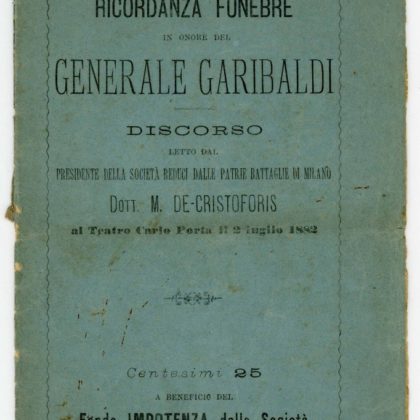 RICORDANZA FUNEBRE
IN ONORE DEL
GENERALE GARIBALDI
DISCORSO
LETTO DAL
PRESIDENTE DELLA SOCIETÀ REDUCI DALLE PATRIE BATTAGLIE DI MILANO
DOTT. M. DE-CRISTOFORIS
al Teatro Carlo Porta il 2 luglio 1882
Centesimi 25
A BENEFICIO DEL
Fondo IMPOTENZA della Società